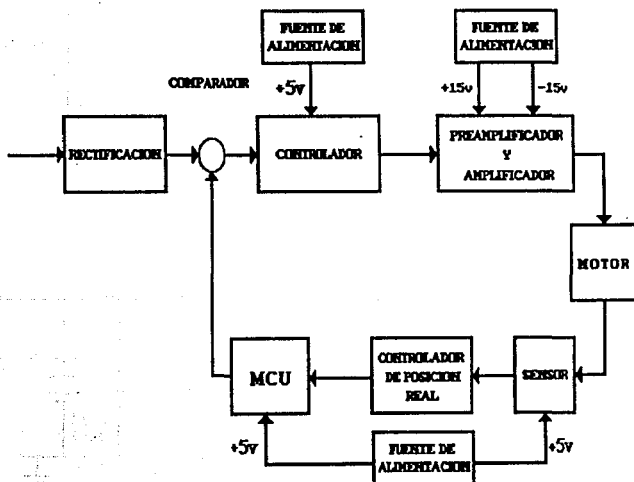 FUENTE DE
ALIMENTACION
FUENTE DE
ALIMENTACION
COMPARADOR
+5v
+15v
-15v
RECTIFICACION
CONTROLADOR
PREAMPLIFICADOR
Y
AMPLIFICADOR
MOTOR
MCU
CONTROLADOR
DE POSICION
REAL
SENSOR
+5v
FUENTE DE
ALIMENTACION
+5v